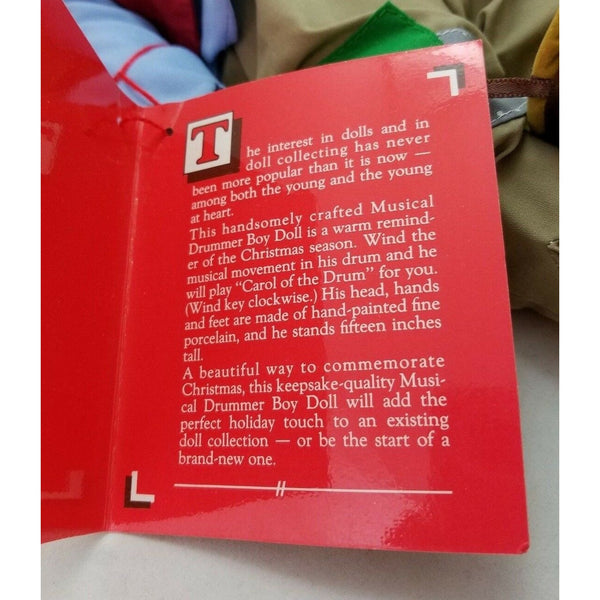 The interest in dolls and in
doll collecting has never
been more popular than it is now —
among both the young and the young
at heart.
This handsomely crafted Musical
Drummer Boy Doll is a warm remind-
er of the Christmas season. Wind the
musical movement in his drum and he
will play “Carol of the Drum” for you.
(Wind key clockwise.) His head, hands
and feet are made of hand-painted fine
porcelain, and he stands fifteen inches
tall.
A beautiful way to commemorate
Christmas, this keepsake-quality Musi-
cal Drummer Boy Doll will add the
perfect holiday touch to an existing
doll collection — or be the start of a
brand-new one.